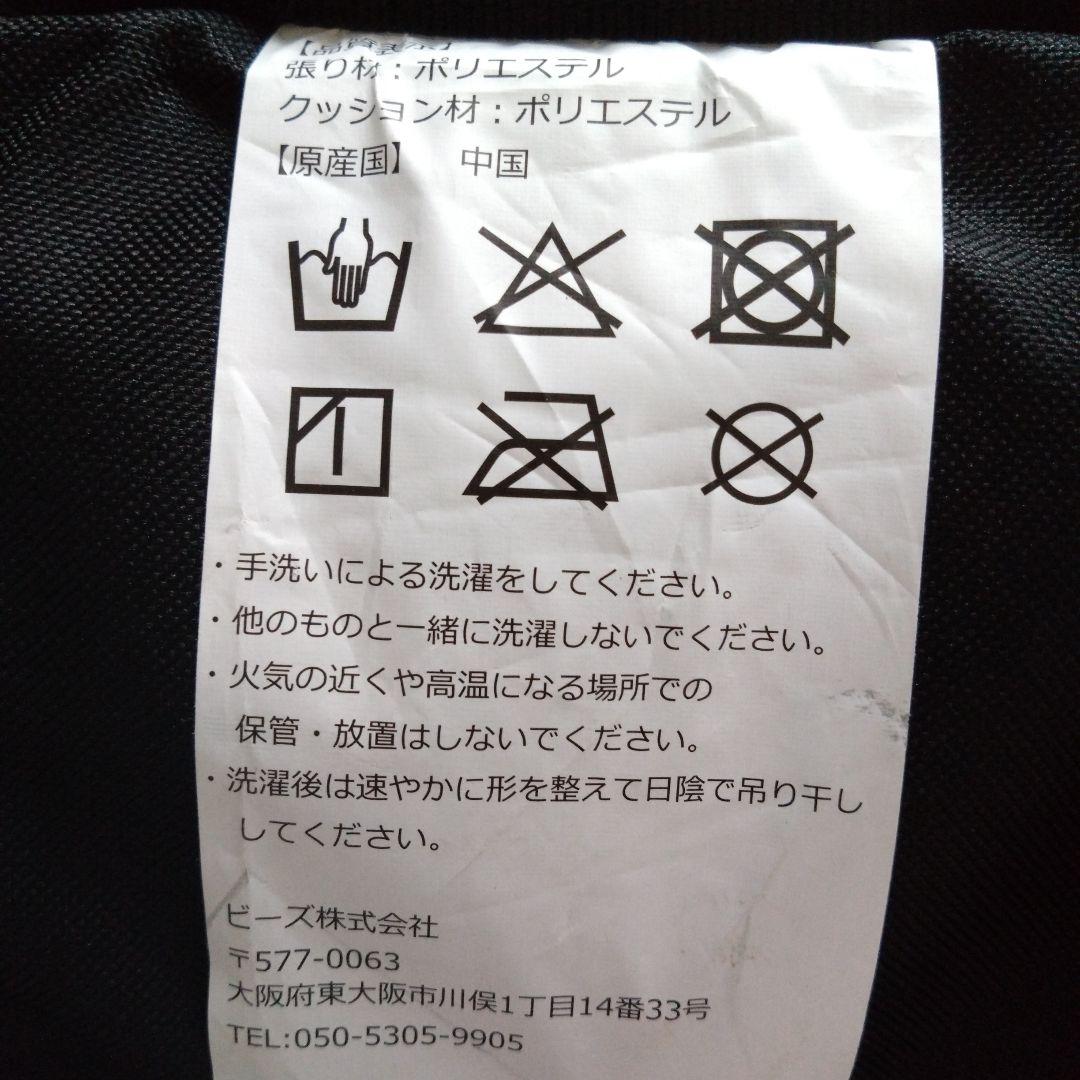 【品質表示】
張り材：ポリエステル
クッション材：ポリエステル
【原産国】 中国
・手洗いによる洗濯をしてください。
・他のものと一緒に洗濯しないでください。
・火気の近くや高温になる場所での
保管・放置はしないでください。
・洗濯後は速やかに形を整えて日陰で吊り干し
してください。
ビーズ株式会社
〒577-0063
大阪府東大阪市川俣1丁目14番33号
TEL:050-5305-9905